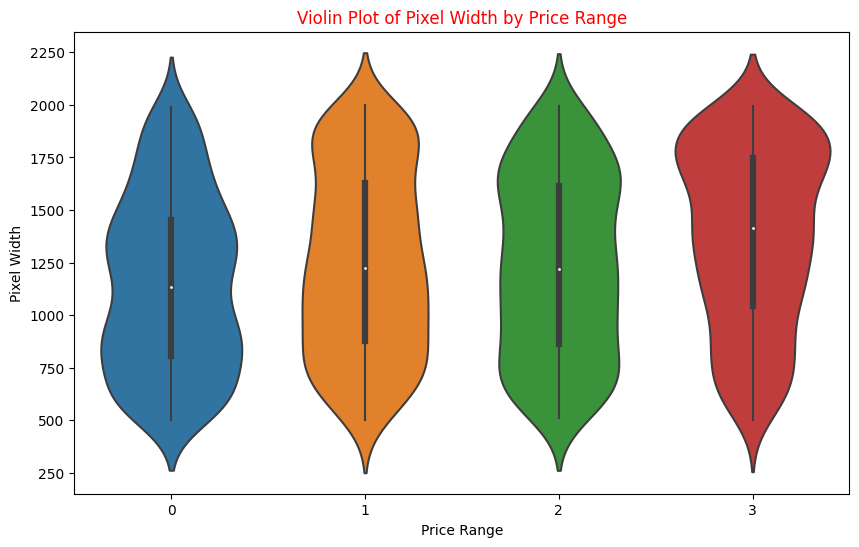 Violin Plot of Pixel Width by Price Range
Pixel Width
2250
2000
1750
1500
1250
1000
750
500
250
0 1 2 3
Price Range